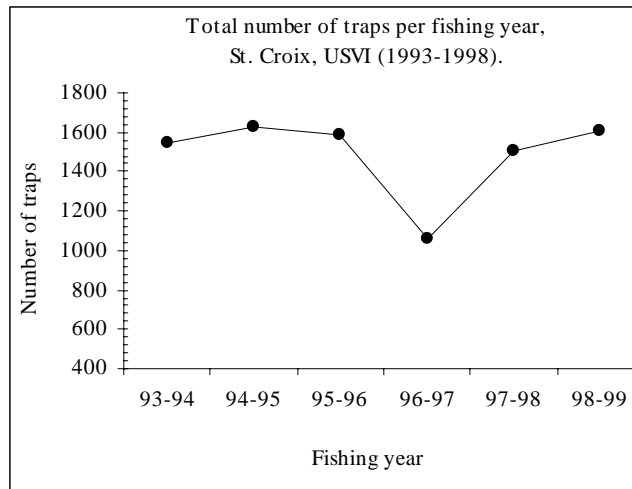 Total number of traps per fishing year,
St. Croix, USVI (1993-1998).
1800
1600
1400
1200
1000
800
600
400
Number of traps
93-94 94-95 95-96 96-97 97-98 98-99
Fishing year